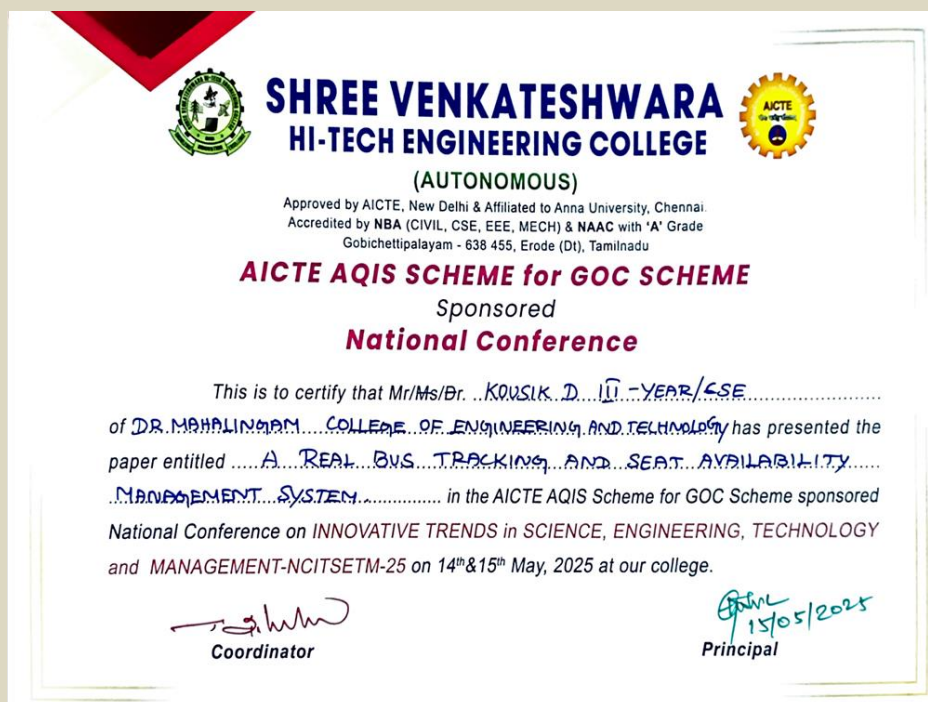 SHREE VENKATESHWARA
HI-TECH ENGINEERING COLLEGE
AICTE
(AUTONOMOUS)
Approved by AICTE, New Delhi & Affiliated to Anna University, Chennai.
Accredited by NBA (CIVIL, CSE, EEE, MECH) & NAAC with 'A' Grade
Gobichettipalayam - 638 455, Erode (Dt), Tamilnadu
AICTE AQIS SCHEME for GOC SCHEME
Sponsored
National Conference
This is to certify that Mr/Ms/Dr. KOUSIK D III - YEAR/CSE
of DR. MAHALINGAM COLLEGE OF ENGINEERING AND TECHNOLOGY has presented the
paper entitled A REAL BUS TRACKING AND SEAT AVAILABILITY
MANAGEMENT SYSTEM in the AICTE AQIS Scheme for GOC Scheme sponsored
National Conference on INNOVATIVE TRENDS in SCIENCE, ENGINEERING, TECHNOLOGY
and MANAGEMENT-NCITSETM-25 on 14th&15th May, 2025 at our college.
15/05/2025
Coordinator
Principal